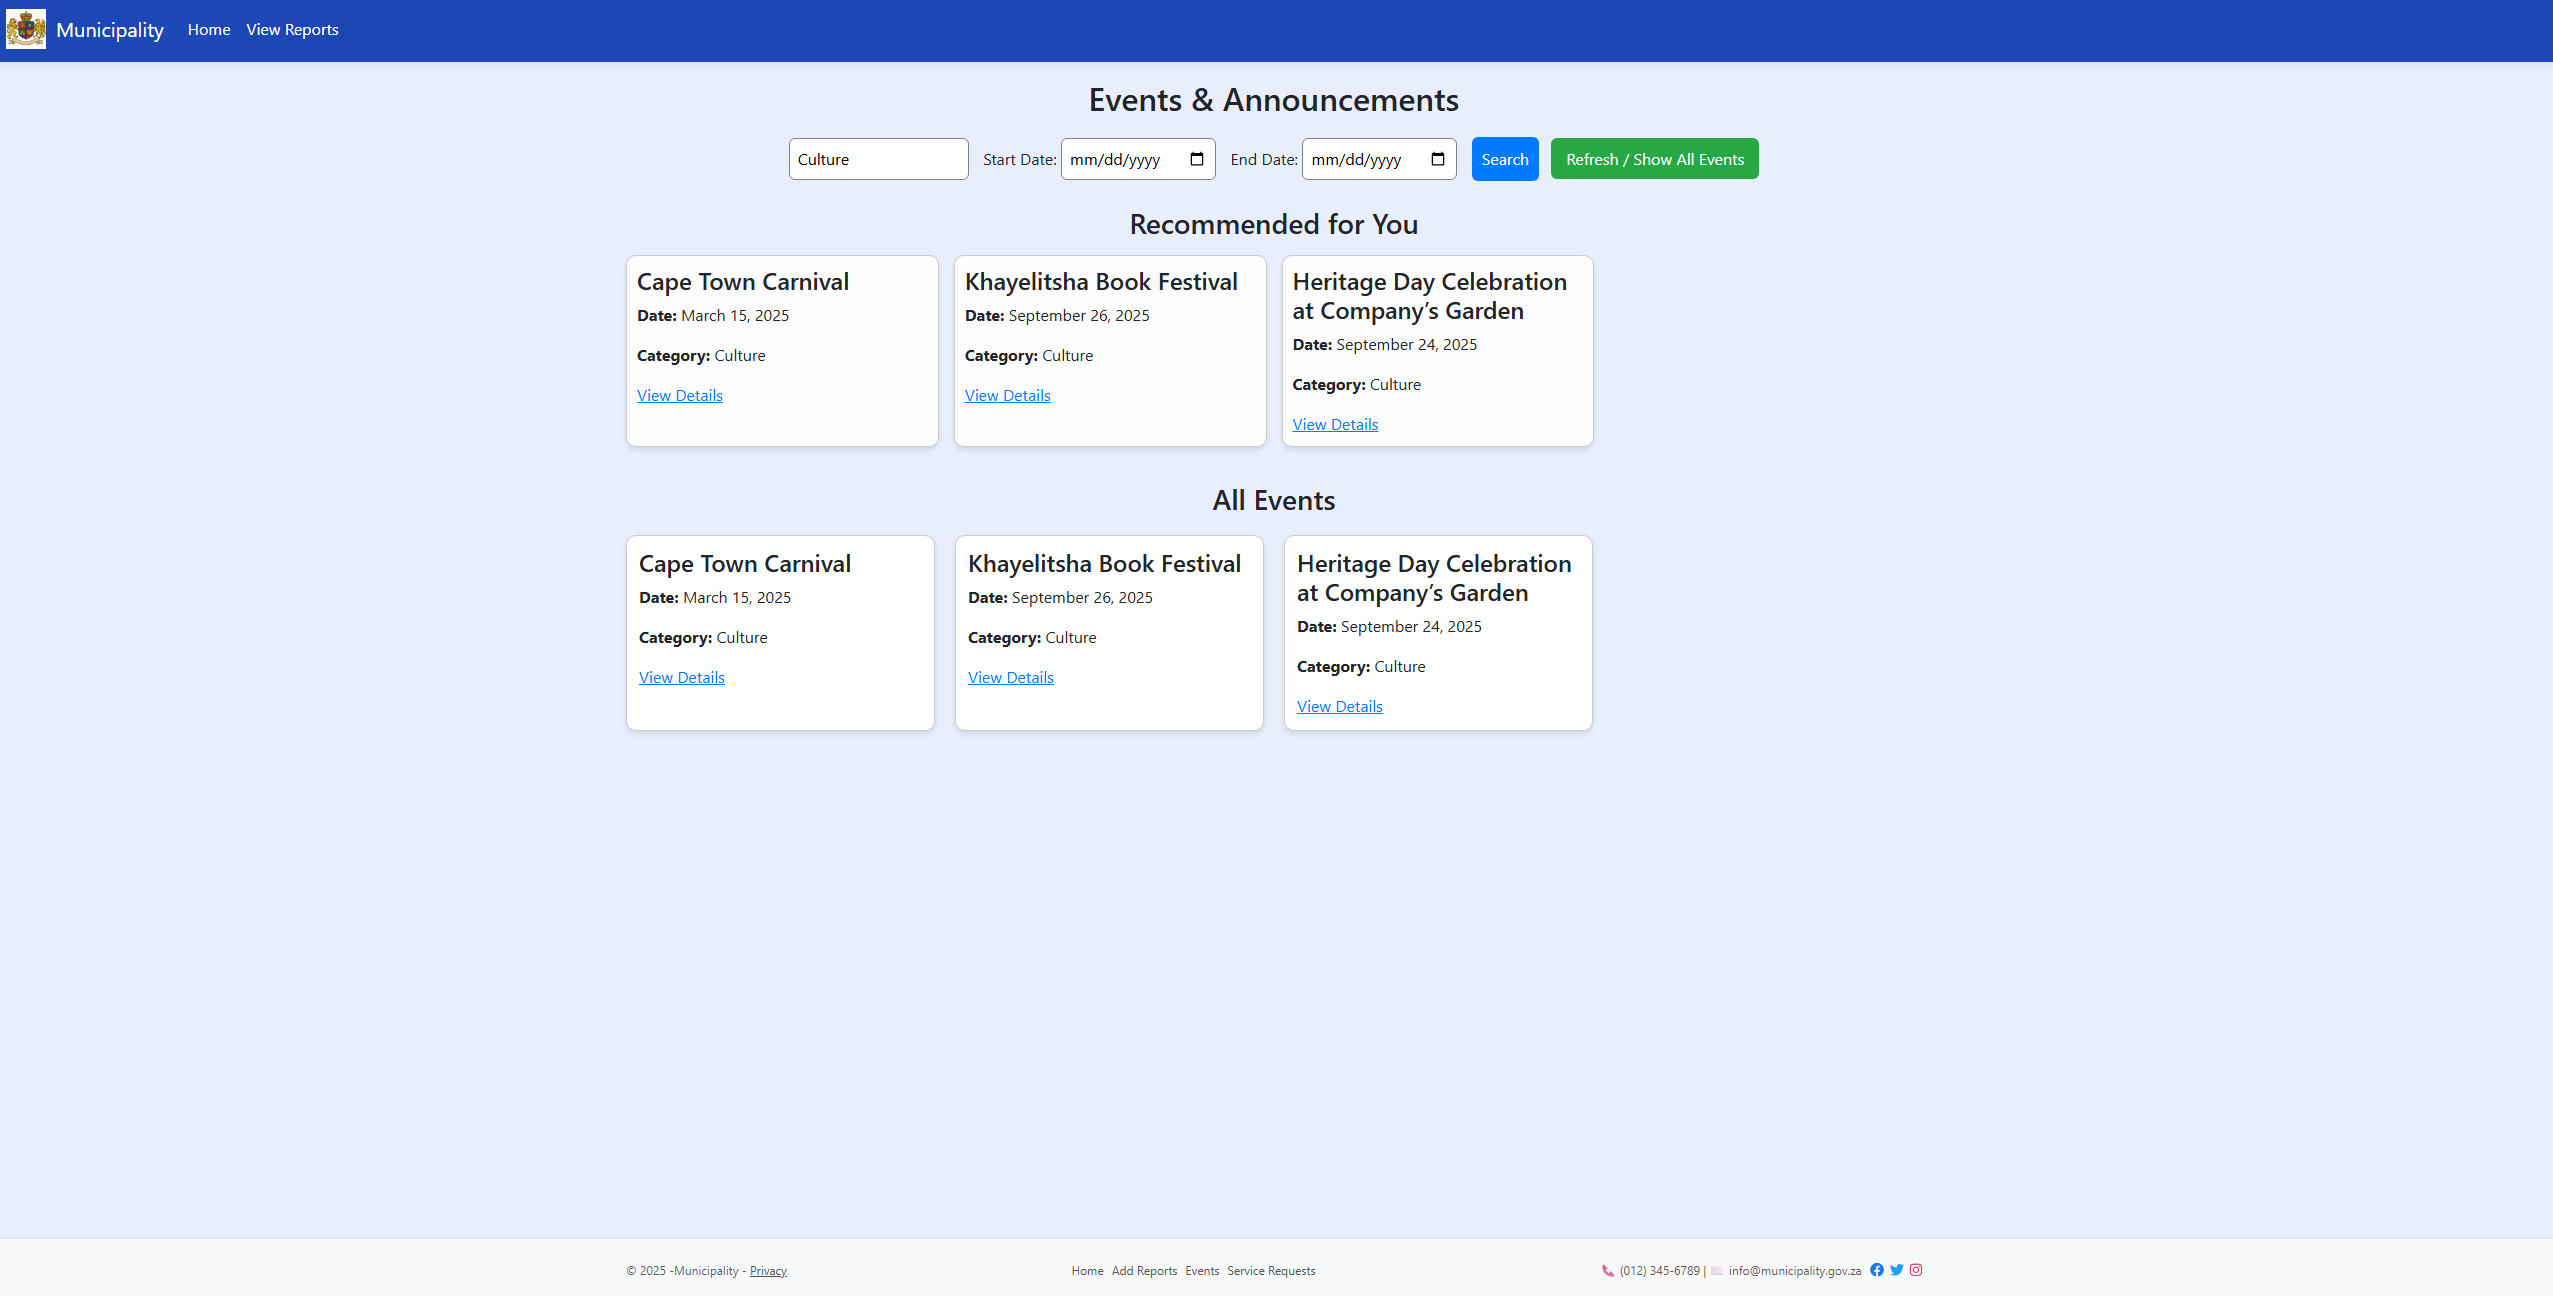 Municipality Home View Reports
Events & Announcements
Culture Start Date: mm/dd/yyyy End Date: mm/dd/yyyy Search Refresh / Show All Events
Recommended for You
Cape Town Carnival
Date: March 15, 2025
Category: Culture
View Details
Khayelitsha Book Festival
Date: September 26, 2025
Category: Culture
View Details
Heritage Day Celebration
at Company’s Garden
Date: September 24, 2025
Category: Culture
View Details
All Events
Cape Town Carnival
Date: March 15, 2025
Category: Culture
View Details
Khayelitsha Book Festival
Date: September 26, 2025
Category: Culture
View Details
Heritage Day Celebration
at Company’s Garden
Date: September 24, 2025
Category: Culture
View Details
© 2025 -Municipality - Privacy Home Add Reports Events Service Requests (012) 345-6789 | info@municipality.gov.za